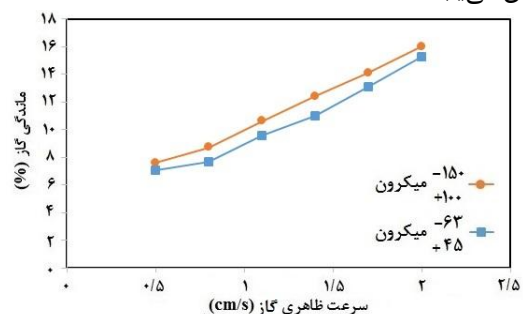 ۱۸
۱۶
۱۴
۱۲
۱۰
۸
۶
۴
۲
۰
ماندگی گاز (%)
-۱۵۰
+۱۰۰ میکرون
-۶۳
+۴۵ میکرون
۰ ۰/۵ ۱ ۱/۵ ۲ ۲/۵
سرعت ظاهری گاز (cm/s)